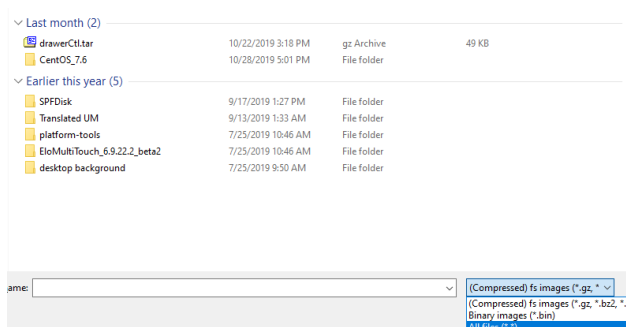 Last month (2)
drawerCtl.tar 10/22/2019 3:18 PM gz Archive 49 KB
CentOS_7.6 10/28/2019 5:01 PM File folder
Earlier this year (5)
SPFDisk 9/17/2019 1:27 PM File folder
Translated UM 9/13/2019 1:33 AM File folder
platform-tools 7/25/2019 10:46 AM File folder
EloMultiTouch_6.9.22.2_beta2 7/25/2019 10:46 AM File folder
desktop background 7/25/2019 9:50 AM File folder
ame: (Compressed) fs images (*.gz, *
(Compressed) fs images (*.gz, *.bz2, *.
Binary images (*.bin)
All files (*.*)